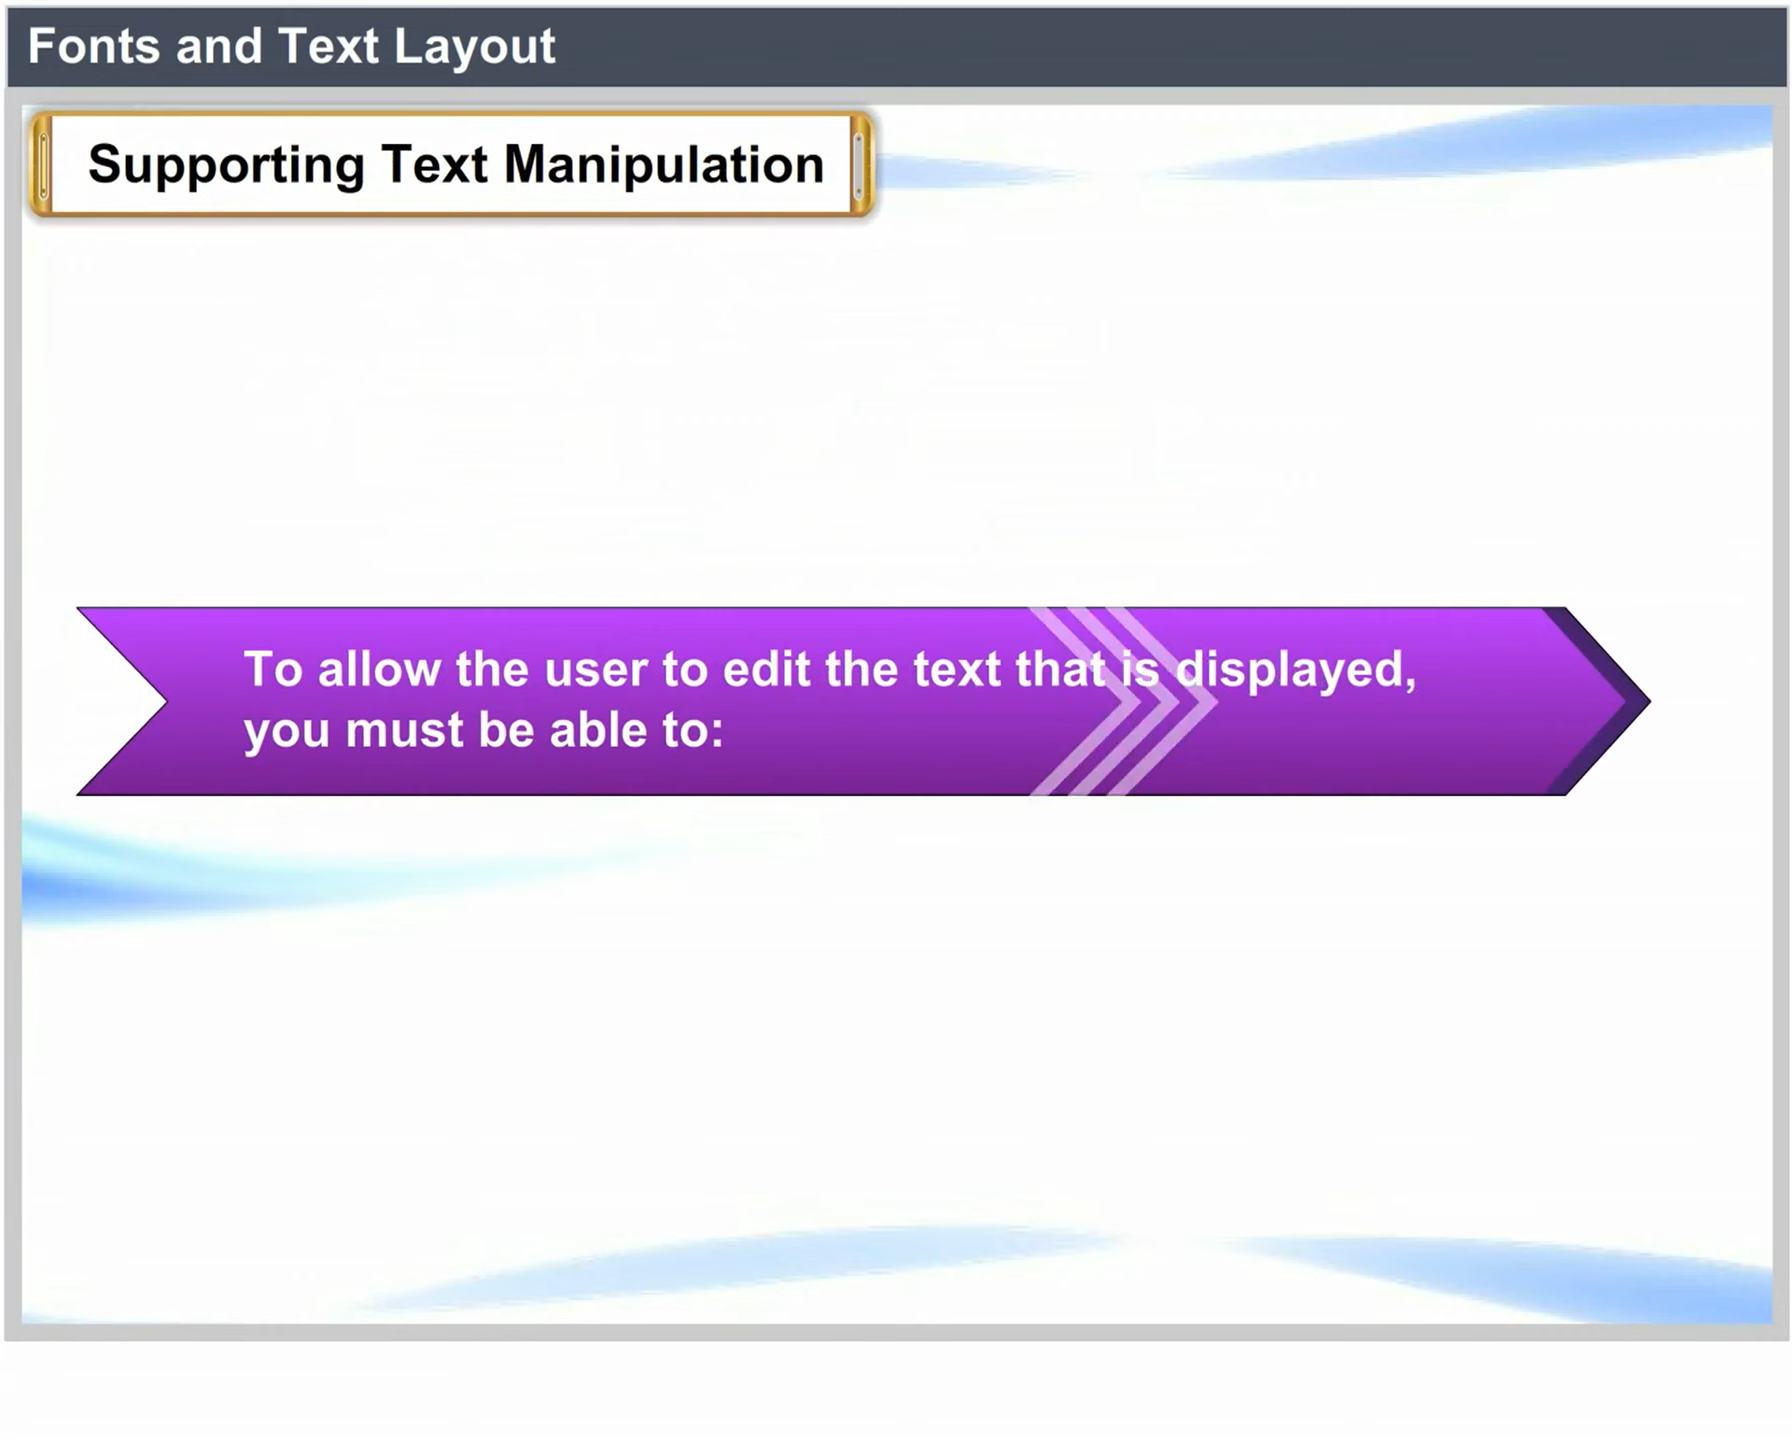 Fonts and Text Layout
Supporting Text Manipulation
To allow the user to edit the text that is displayed,
you must be able to: